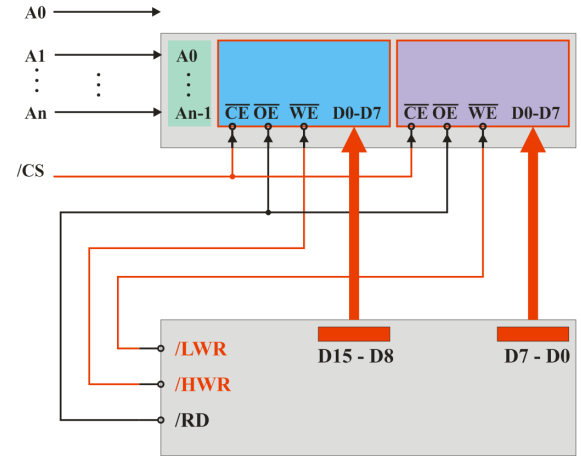 A0
A1 A0
An An-1
CE OE WE D0-D7 CE OE WE D0-D7
/CS
D15 - D8 D7 - D0
/LWR
/HWR
/RD